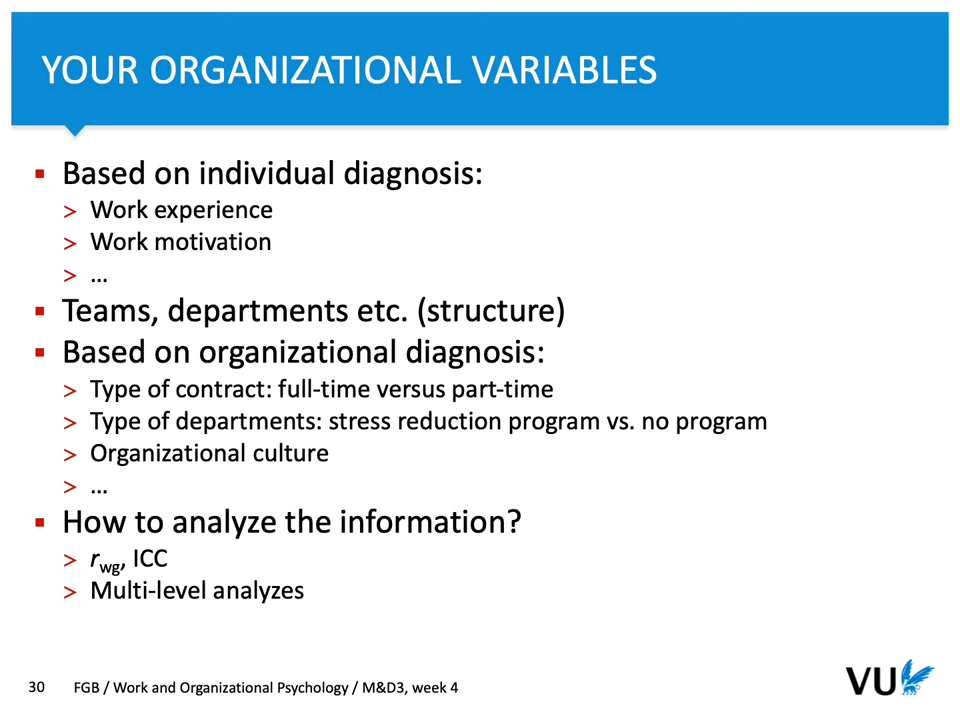 YOUR ORGANIZATIONAL VARIABLES
▪ Based on individual diagnosis:
> Work experience
> Work motivation
> ...
▪ Teams, departments etc. (structure)
▪ Based on organizational diagnosis:
> Type of contract: full-time versus part-time
> Type of departments: stress reduction program vs. no program
> Organizational culture
> ...
▪ How to analyze the information?
> rwg, ICC
> Multi-level analyzes
30 FGB / Work and Organizational Psychology / M&D3, week 4
VU